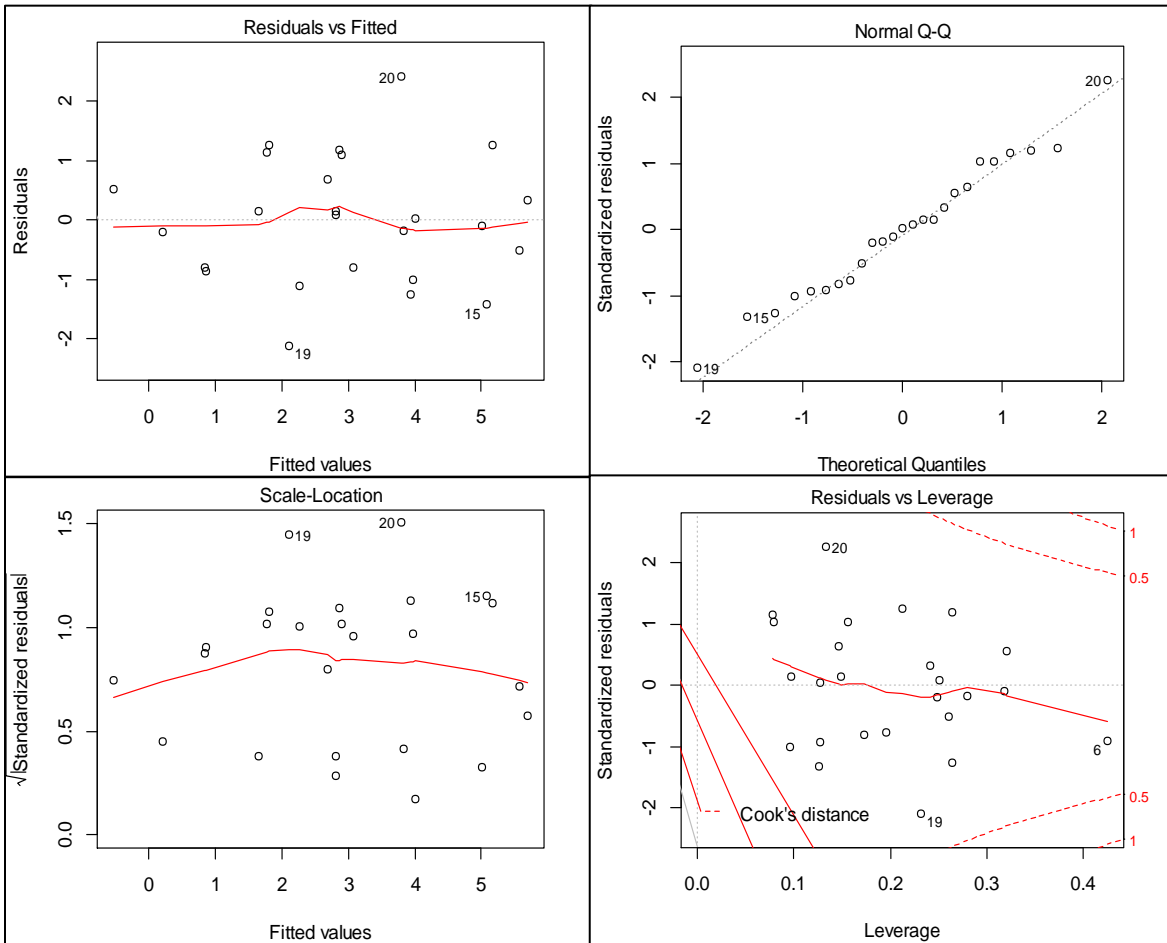 Residuals vs Fitted
Residuals
2
1
0
-1
-2
20
15
19
0 1 2 3 4 5
Fitted values
Normal Q-Q
Standardized residuals
2
1
0
-1
-2
20
15
19
-2 -1 0 1 2
Theoretical Quantiles
Scale-Location
√|Standardized residuals|
1.5
1.0
0.5
0.0
19
20
15
0 1 2 3 4 5
Fitted values
Residuals vs Leverage
Standardized residuals
2
1
0
-1
-2
20
6
19
1
0.5
0.5
1
Cook's distance
0.0 0.1 0.2 0.3 0.4
Leverage